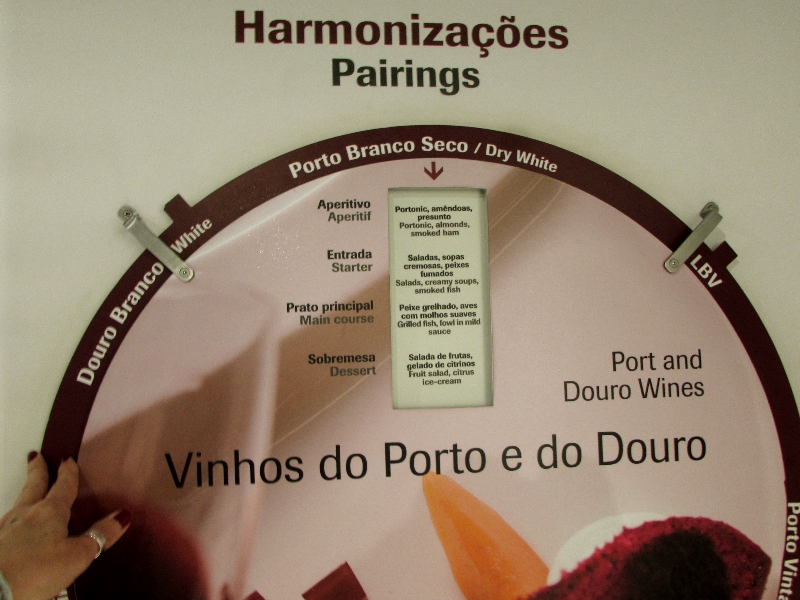 Harmonizações
Pairings
Porto Branco Seco / Dry White
Douro Branco White
LBV
Aperitivo
Aperitif
Portonic, amêndoas,
presunto
Portonic, almonds,
smoked ham
Entrada
Starter
Saladas, sopas
cremosas, peixes
fumados
Salads, creamy soups,
smoked fish
Prato principal
Main course
Peixe grelhado, aves
com molhos suaves
Grilled fish, fowl in mild
sauce
Sobremesa
Dessert
Salada de frutas,
gelado de citrinos
Fruit salad, citrus
ice-cream
Port and
Douro Wines
Vinhos do Porto e do Douro
Porto